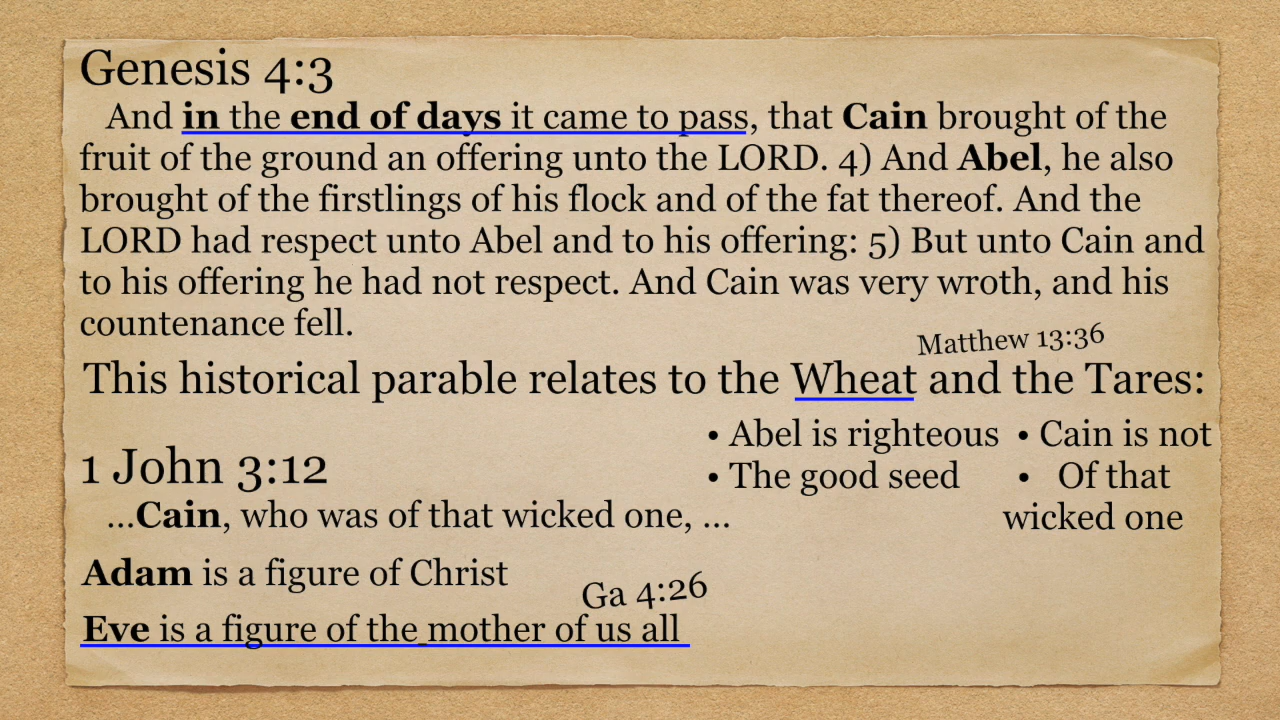 Genesis 4:3
And in the end of days it came to pass, that Cain brought of the
fruit of the ground an offering unto the LORD. 4) And Abel, he also
brought of the firstlings of his flock and of the fat thereof. And the
LORD had respect unto Abel and to his offering: 5) But unto Cain and
to his offering he had not respect. And Cain was very wroth, and his
countenance fell.
Matthew 13:36
This historical parable relates to the Wheat and the Tares:
• Abel is righteous
• The good seed
• Cain is not
• Of that
wicked one
1 John 3:12
...Cain, who was of that wicked one, ...
Adam is a figure of Christ
Ga 4:26
Eve is a figure of the mother of us all